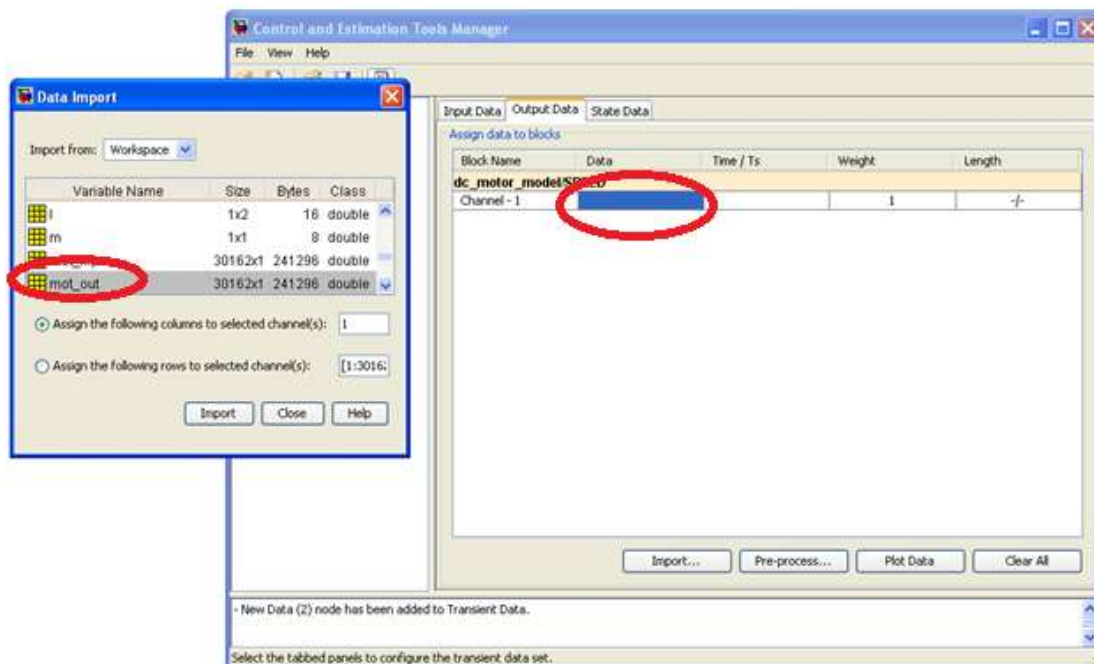 Control and Estimation Tools Manager
File View Help
Data Import
Import from: Workspace
Variable Name Size Bytes Class
l 1x2 16 double
m 1x1 8 double
30162x1 241296 double
mot_out 30162x1 241296 double
Assign the following columns to selected channel(s): 1
Assign the following rows to selected channel(s): [1:3016
Import Close Help
Input Data Output Data State Data
Assign data to blocks
Block Name Data Time / Ts Weight Length
dc_motor_model/SPEED
Channel - 1 1 -/-
Import... Pre-process... Plot Data Clear All
- New Data (2) node has been added to Transient Data.
Select the tabbed panels to configure the transient data set.